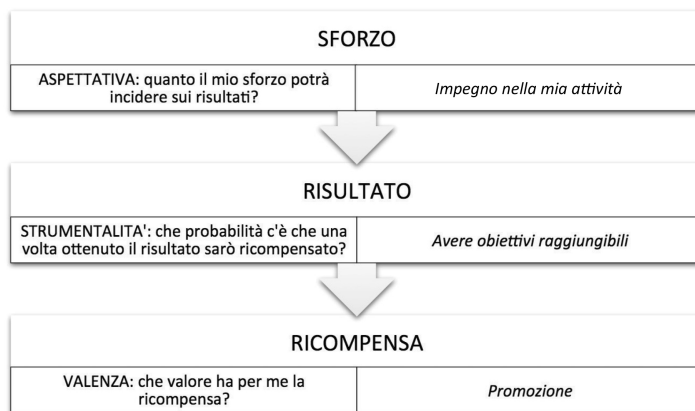 SFORZO
ASPETTATIVA: quanto il mio sforzo potrà
incidere sui risultati?
Impegno nella mia attività
RISULTATO
STRUMENTALITA': che probabilità c'è che una
volta ottenuto il risultato sarò ricompensato?
Avere obiettivi raggiungibili
RICOMPENSA
VALENZA: che valore ha per me la
ricompensa?
Promozione